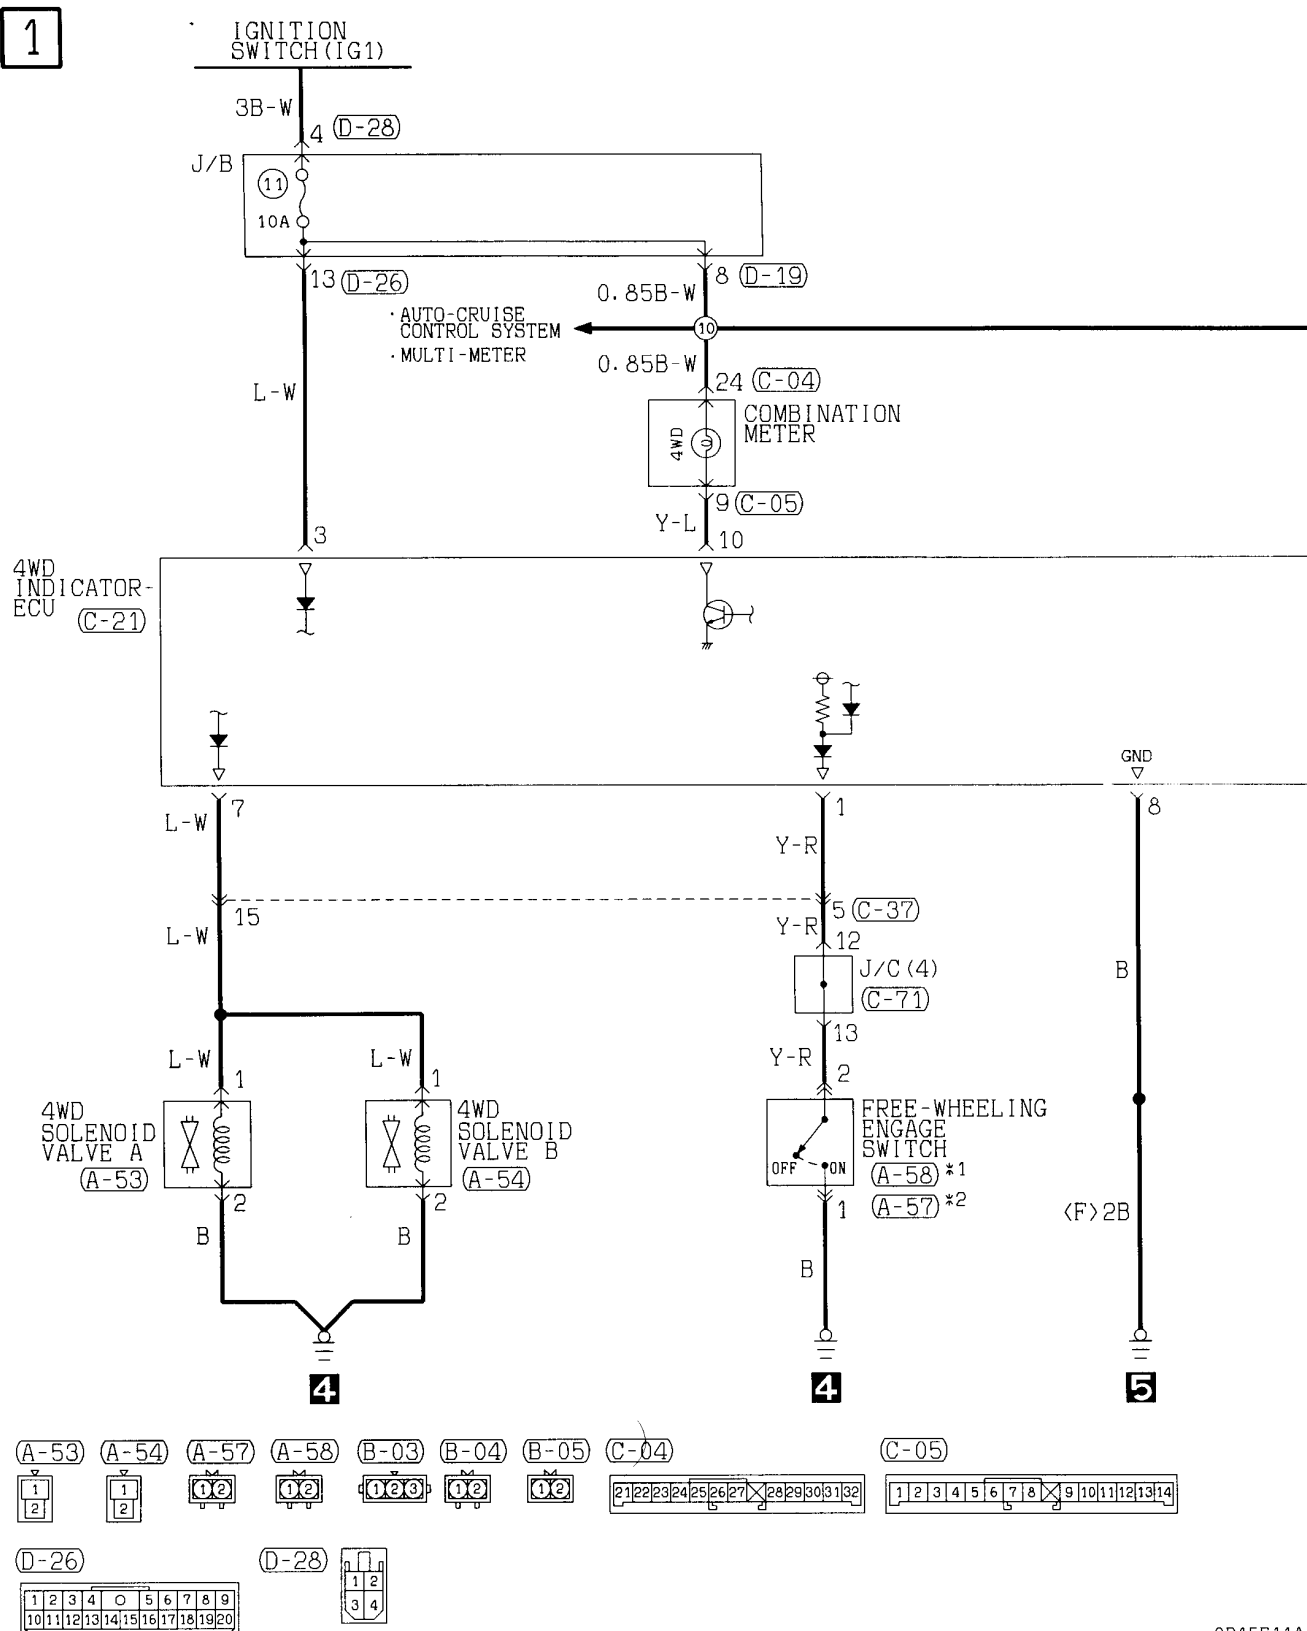 1
IGNITION
SWITCH(IG1)
3B-W
4 (D-28)
J/B
11
10A
13 (D-26)
8 (D-19)
0.85B-W
·AUTO-CRUISE
CONTROL SYSTEM
10
·MULTI-METER
0.85B-W
L-W
24 (C-04)
COMBINATION
METER
4WD
9 (C-05)
Y-L
3
10
4WD
INDICATOR-
ECU
(C-21)
GND
7
1
8
L-W
Y-R
15
5 (C-37)
L-W
Y-R
12
J/C(4)
(C-71)
B
13
L-W
L-W
Y-R
1
1
2
4WD
SOLENOID
VALVE A
(A-53)
4WD
SOLENOID
VALVE B
(A-54)
FREE-WHEELING
ENGAGE
SWITCH
OFF ON
(A-58)*1
(A-57)*2
2
2
1
<F>2B
B
B
B
4
4
5
(A-53) (A-54) (A-57) (A-58) (B-03) (B-04) (B-05) (C-04) (C-05)
1
2
1
2
1 2
1 2
1 2 3
1 2
1 2
21 22 23 24 25 26 27 28 29 30 31 32
1 2 3 4 5 6 7 8 9 10 11 12 13 14
(D-26) (D-28)
1 2 3 4 5 6 7 8 9
10 11 12 13 14 15 16 17 18 19 20
1 2
3 4